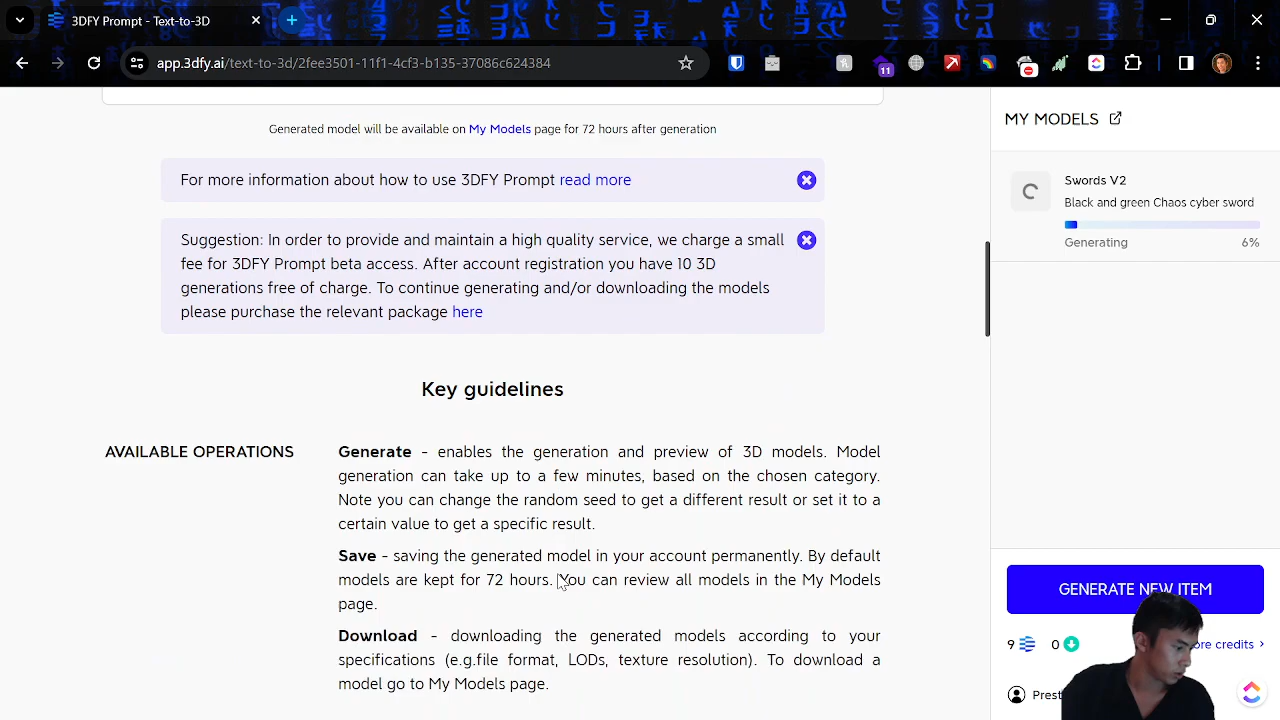 3DFY Prompt - Text-to-3D
app.3dfy.ai/text-to-3d/2fee3501-11f1-4cf3-b135-37086c624384
11
Generated model will be available on My Models page for 72 hours after generation
For more information about how to use 3DFY Prompt read more
Suggestion: In order to provide and maintain a high quality service, we charge a small
fee for 3DFY Prompt beta access. After account registration you have 10 3D
generations free of charge. To continue generating and/or downloading the models
please purchase the relevant package here
Key guidelines
AVAILABLE OPERATIONS
Generate - enables the generation and preview of 3D models. Model
generation can take up to a few minutes, based on the chosen category.
Note you can change the random seed to get a different result or set it to a
certain value to get a specific result.
Save - saving the generated model in your account permanently. By default
models are kept for 72 hours. You can review all models in the My Models
page.
Download - downloading the generated models according to your
specifications (e.g.file format, LODs, texture resolution). To download a
model go to My Models page.
MY MODELS
Swords V2
Black and green Chaos cyber sword
Generating 6%
GENERATE NEW ITEM
9 0 ore credits >
Prest